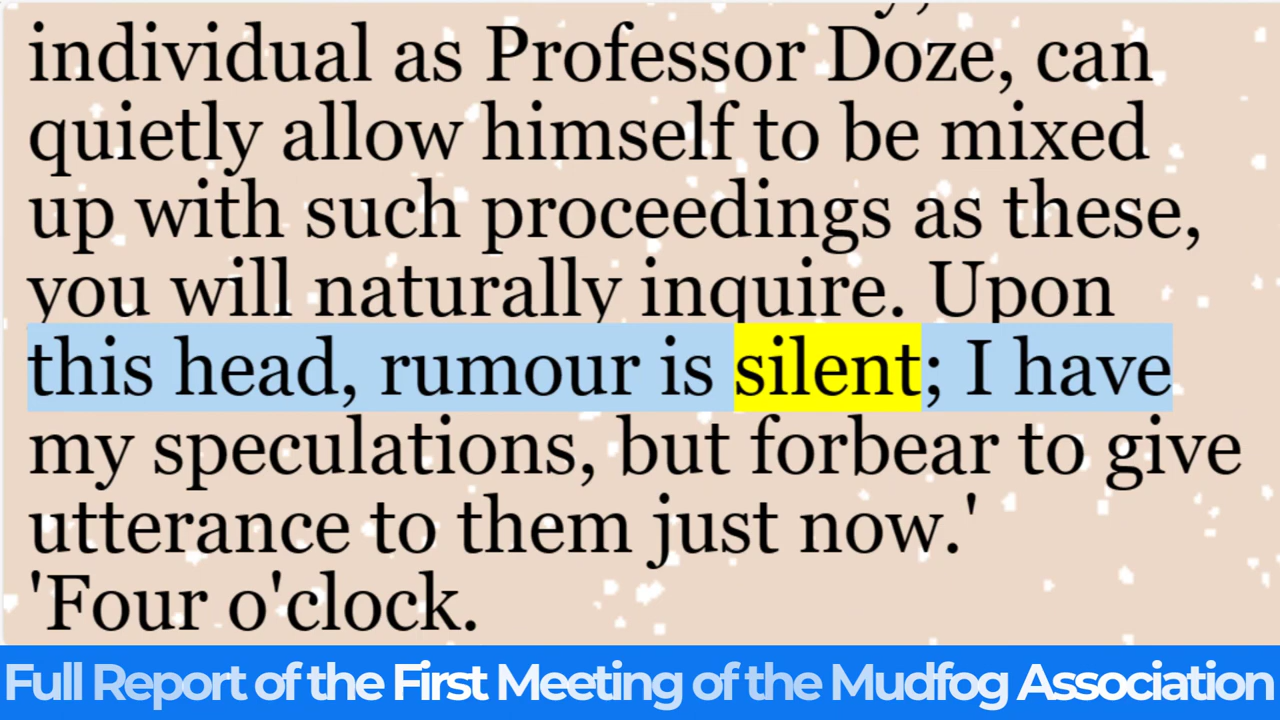 individual as Professor Doze, can
quietly allow himself to be mixed
up with such proceedings as these,
you will naturally inquire. Upon
this head, rumour is silent; I have
my speculations, but forbear to give
utterance to them just now.'
'Four o'clock.
Full Report of the First Meeting of the Mudfog Association